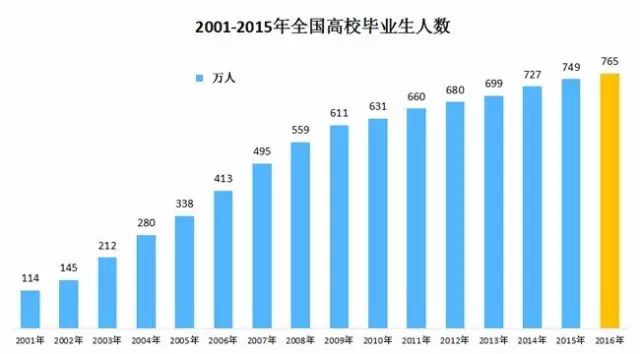 2001-2015年全国高校毕业生人数
万人
114 145 212 280 338 413 495 559 611 631 660 680 699 727 749 765
2001年 2002年 2003年 2004年 2005年 2006年 2007年 2008年 2009年 2010年 2011年 2012年 2013年 2014年 2015年 2016年